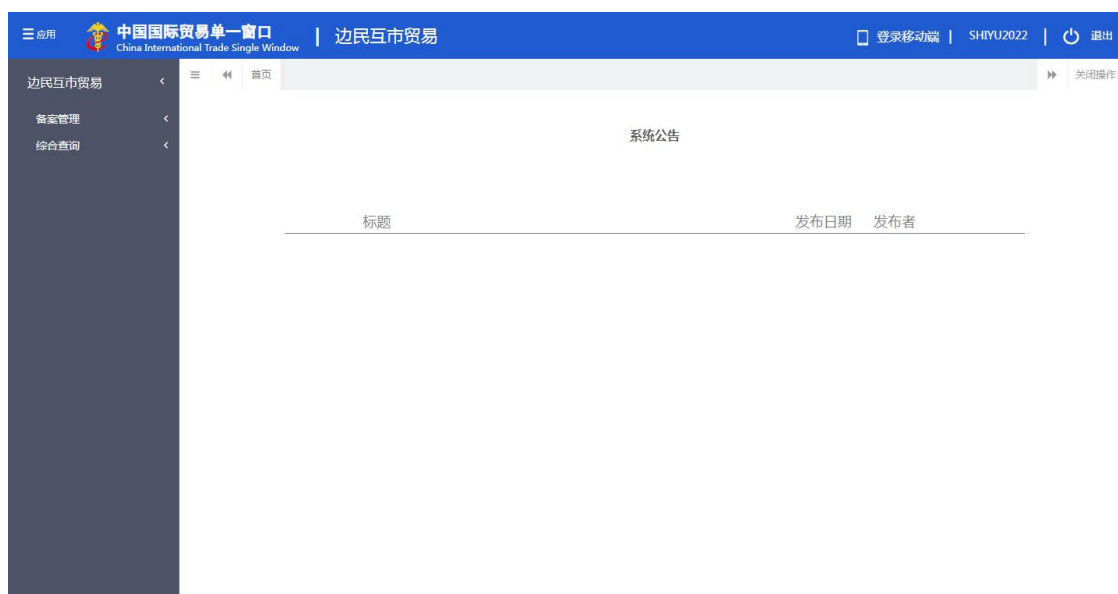 应用 中国国际贸易单一窗口 | 边民互市贸易 登录移动端 | SHIYU2022 | 退出
China International Trade Single Window
边民互市贸易 首页 关闭操作
备案管理
综合查询
系统公告
标题 发布日期 发布者